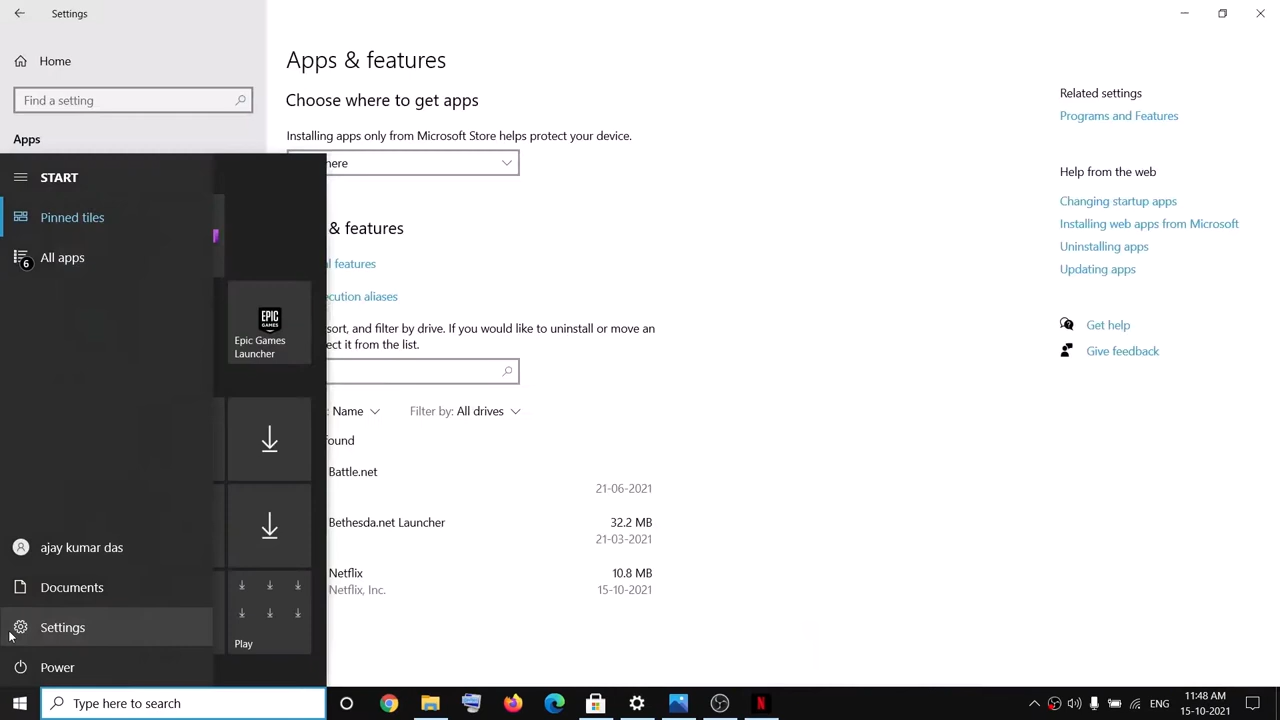 Settings
Home
Find a setting
Apps
START
Pinned tiles
All apps
6
EPIC GAMES
Epic Games Launcher
ajay kumar das
Documents
Settings
Power
Play
Apps & features
Choose where to get apps
Installing apps only from Microsoft Store helps protect your device.
here
& features
l features
ecution aliases
sort, and filter by drive. If you would like to uninstall or move an
ect it from the list.
: Name
Filter by: All drives
found
Battle.net
21-06-2021
Bethesda.net Launcher 32.2 MB
21-03-2021
Netflix 10.8 MB
Netflix, Inc. 15-10-2021
Related settings
Programs and Features
Help from the web
Changing startup apps
Installing web apps from Microsoft
Uninstalling apps
Updating apps
Get help
Give feedback
Type here to search
N
11:48 AM
15-10-2021